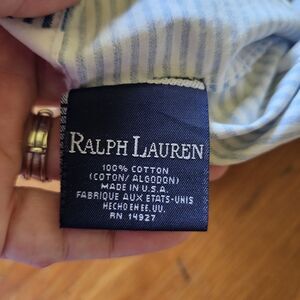 RALPH LAUREN
100% COTTON
(COTON/ ALGODON)
MADE IN U.S.A.
FABRIQUE AUX ETATS-UNIS
HECHO EN EE. UU.
RN 14927